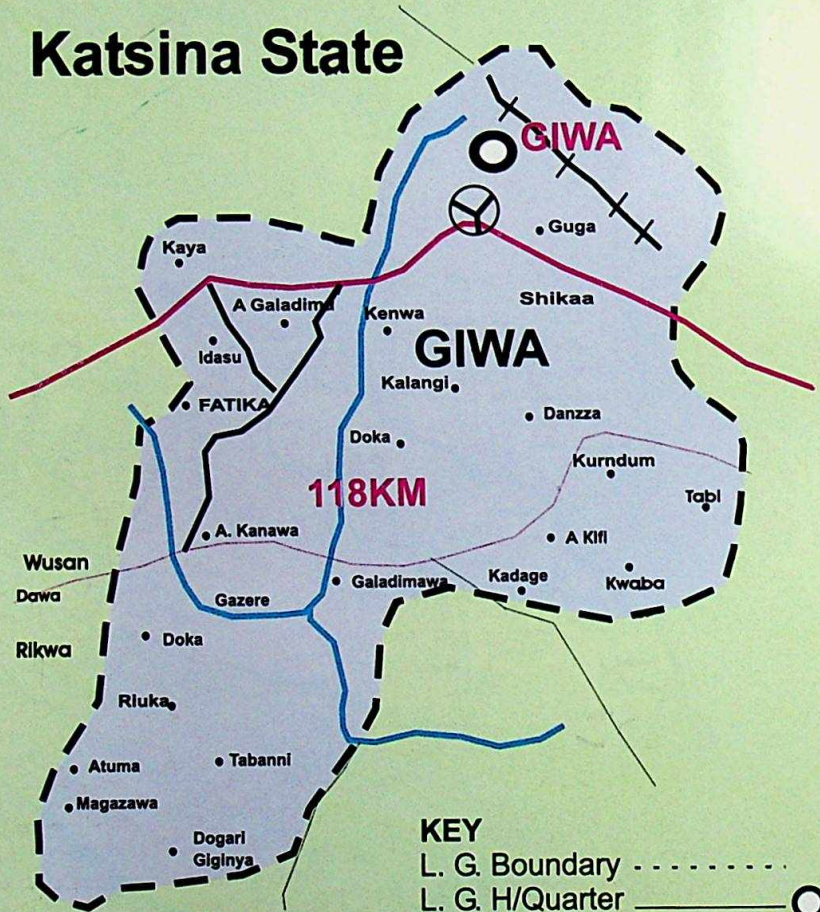 Katsina State
GIWA
Guga
Kaya
Shikaa
A Galadima
Kenwa
GIWA
Idasu
Kalangi
FATIKA
Danzza
Doka
Kurndum
118KM
Tabi
A. Kanawa
A Kifi
Wusan
Galadimawa
Kadage
Kwaba
Dawa
Gazere
Doka
Rikwa
Riuka
Atuma
Tabanni
Magazawa
Dogari
Giginya
KEY
L. G. Boundary
L. G. H/Quarter